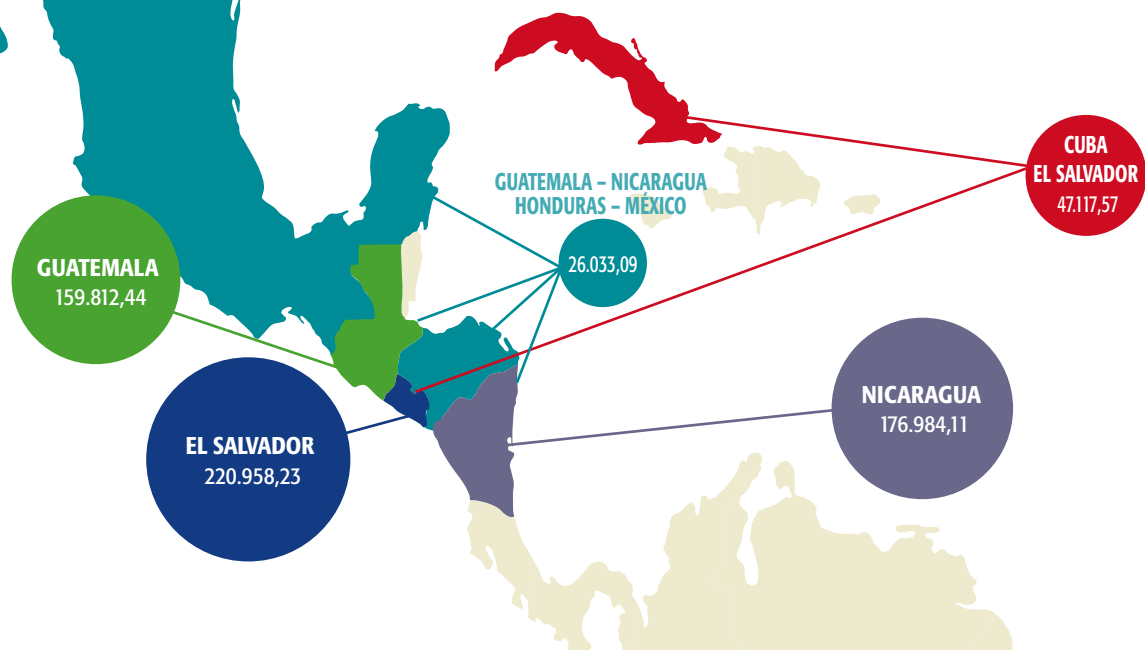 CUBA
EL SALVADOR
47.117,57
GUATEMALA – NICARAGUA
HONDURAS – MÉXICO
26.033,09
GUATEMALA
159.812,44
NICARAGUA
176.984,11
EL SALVADOR
220.958,23